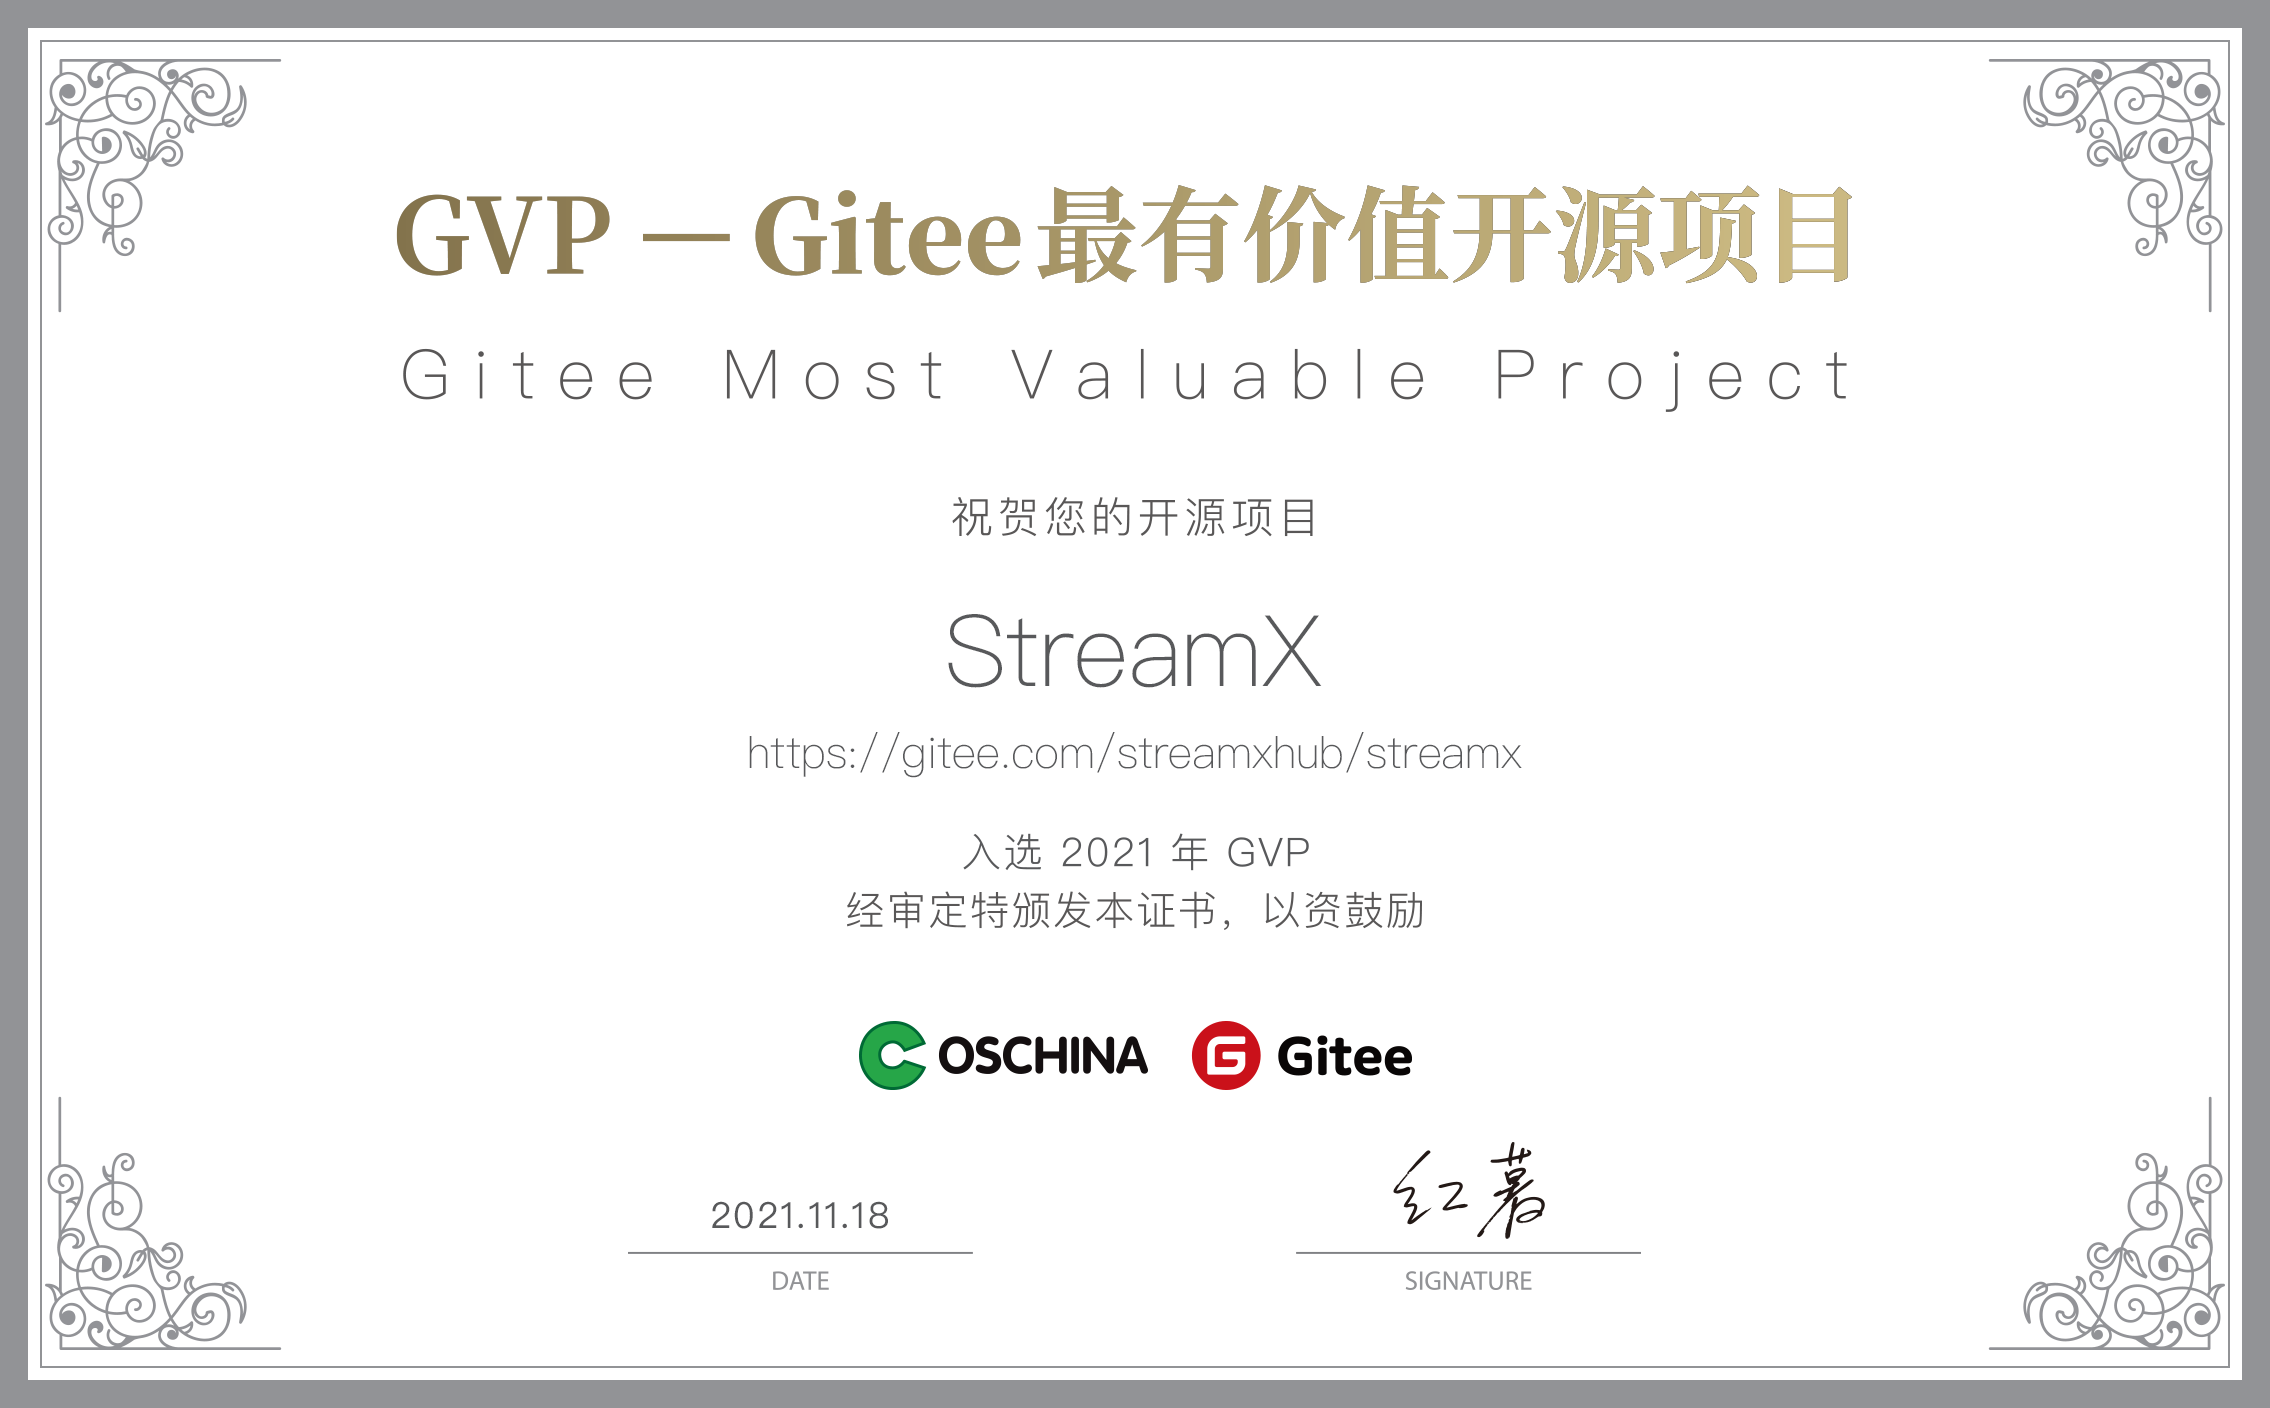 GVP — Gitee最有价值开源项目
Gitee Most Valuable Project
祝贺您的开源项目
StreamX
https://gitee.com/streamxhub/streamx
入选 2021 年 GVP
经审定特颁发本证书，以资鼓励
OSCHINA Gitee
2021.11.18 红薯
DATE SIGNATURE